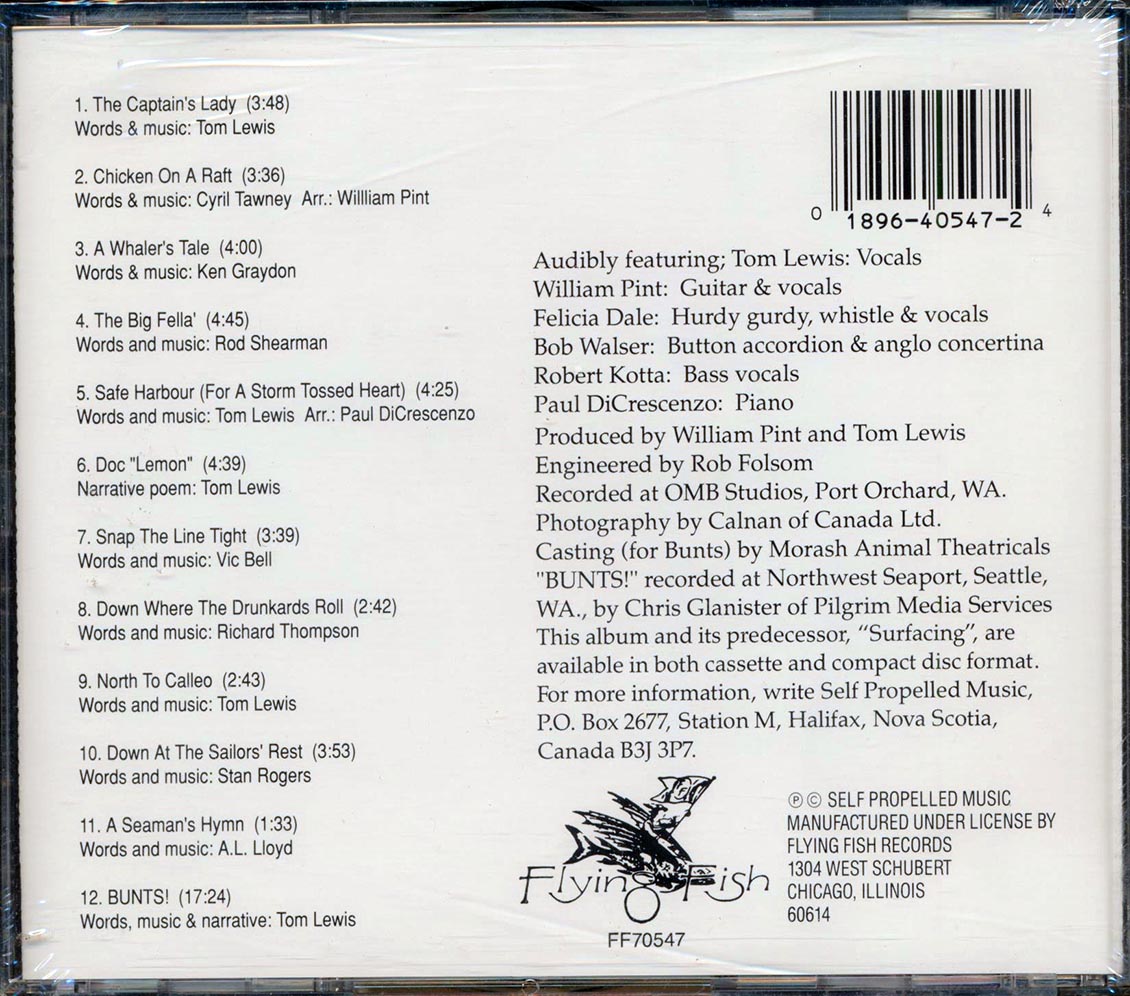 1. The Captain's Lady (3:48)
Words & music: Tom Lewis
2. Chicken On A Raft (3:36)
Words & music: Cyril Tawney Arr.: Willliam Pint
3. A Whaler's Tale (4:00)
Words & music: Ken Graydon
4. The Big Fella' (4:45)
Words and music: Rod Shearman
5. Safe Harbour (For A Storm Tossed Heart) (4:25)
Words and music: Tom Lewis Arr.: Paul DiCrescenzo
6. Doc "Lemon" (4:39)
Narrative poem: Tom Lewis
7. Snap The Line Tight (3:39)
Words and music: Vic Bell
8. Down Where The Drunkards Roll (2:42)
Words and music: Richard Thompson
9. North To Calleo (2:43)
Words and music: Tom Lewis
10. Down At The Sailors' Rest (3:53)
Words and music: Stan Rogers
11. A Seaman's Hymn (1:33)
Words and music: A.L. Lloyd
12. BUNTS! (17:24)
Words, music & narrative: Tom Lewis
0 1896-40547-2 4
Audibly featuring; Tom Lewis: Vocals
William Pint: Guitar & vocals
Felicia Dale: Hurdy gurdy, whistle & vocals
Bob Walser: Button accordion & anglo concertina
Robert Kotta: Bass vocals
Paul DiCrescenzo: Piano
Produced by William Pint and Tom Lewis
Engineered by Rob Folsom
Recorded at OMB Studios, Port Orchard, WA.
Photography by Calnan of Canada Ltd.
Casting (for Bunts) by Morash Animal Theatricals
"BUNTS!" recorded at Northwest Seaport, Seattle,
WA., by Chris Glanister of Pilgrim Media Services
This album and its predecessor, “Surfacing”, are
available in both cassette and compact disc format.
For more information, write Self Propelled Music,
P.O. Box 2677, Station M, Halifax, Nova Scotia,
Canada B3J 3P7.
F
Flying Fish
FF70547
℗ © SELF PROPELLED MUSIC
MANUFACTURED UNDER LICENSE BY
FLYING FISH RECORDS
1304 WEST SCHUBERT
CHICAGO, ILLINOIS
60614